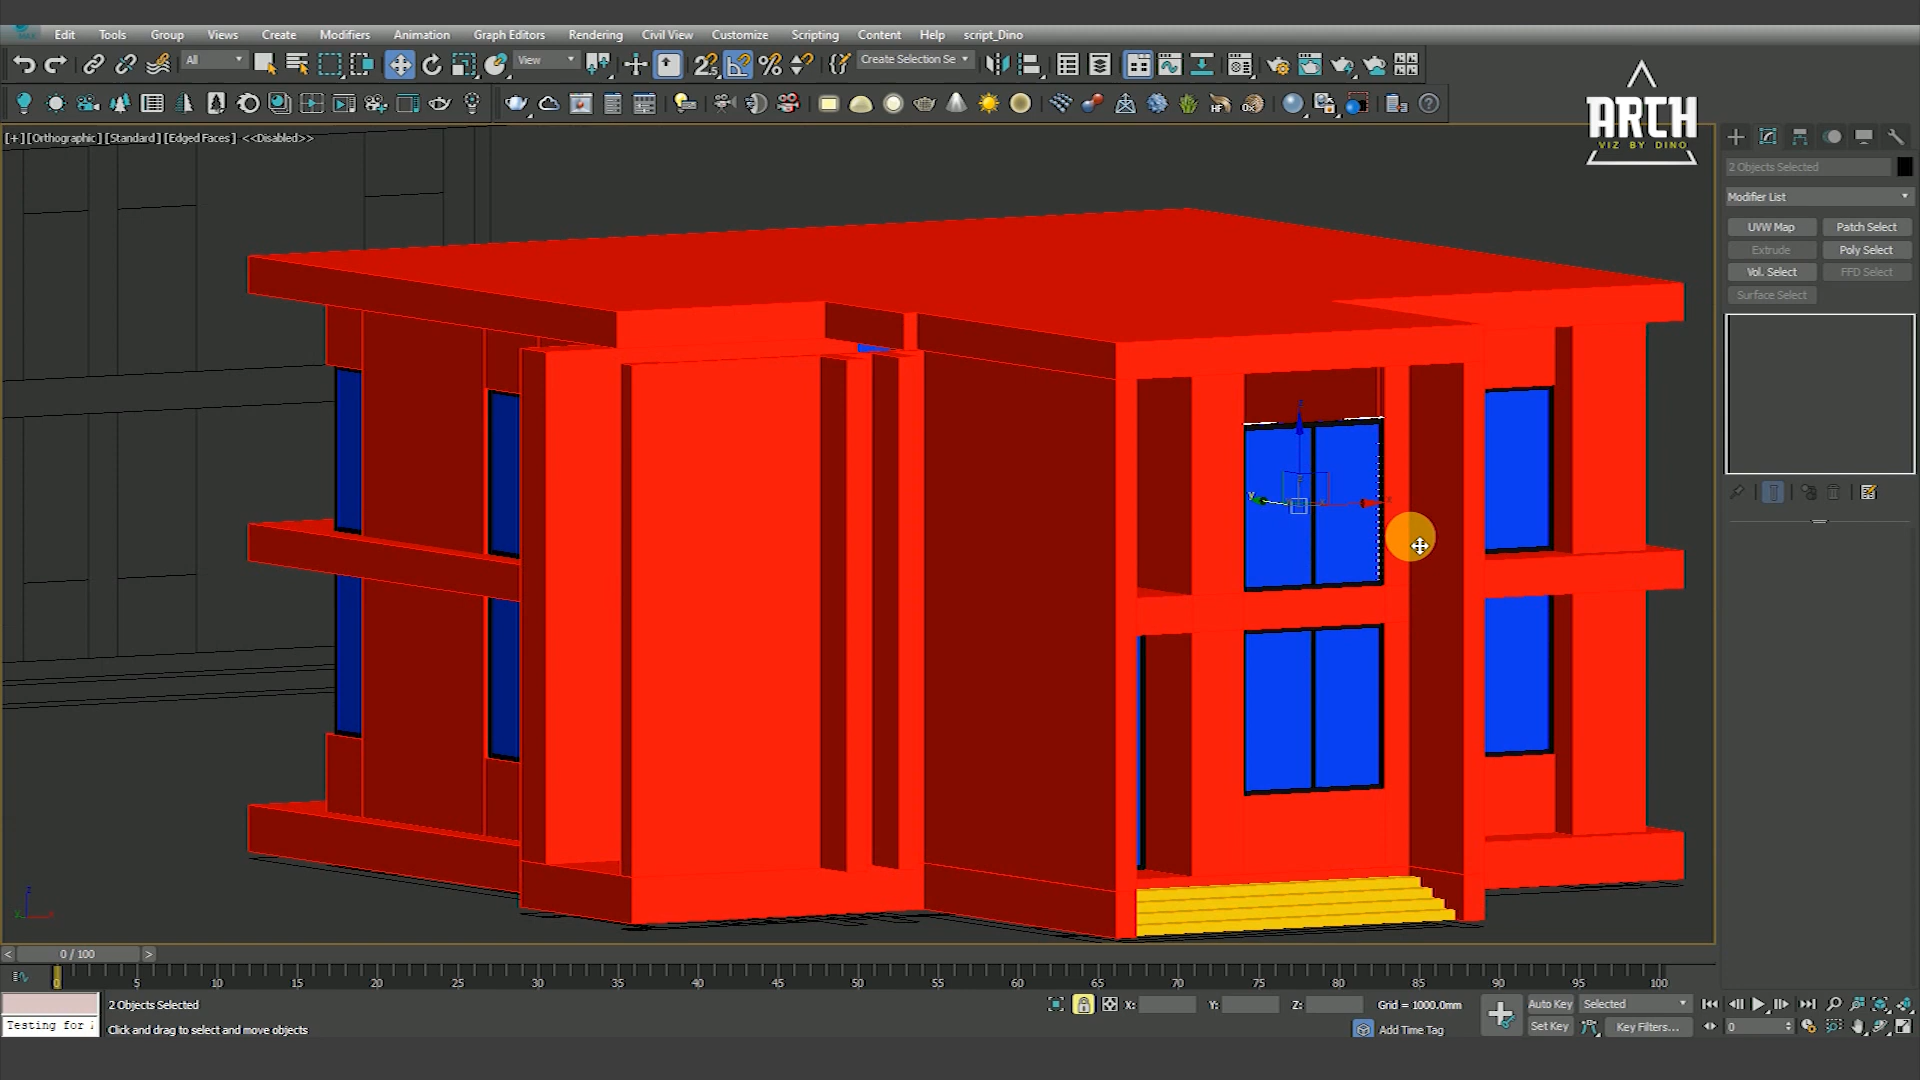 Edit Tools Group Views Create Modifiers Animation Graph Editors Rendering Civil View Customize Scripting Content Help script_Dino
All View Create Selection Se
ARCH
VIZ BY DINO
[+] [Orthographic] [Standard] [Edged Faces] <<Disabled>>
2 Objects Selected
Modifier List
UVW Map Patch Select
Extrude Poly Select
Vol. Select FFD Select
Surface Select
z
y x
z
x
< 0 / 100 >
0 5 10 15 20 25 30 35 40 45 50 55 60 65 70 75 80 85 90 95 100
2 Objects Selected X: Y: Z: Grid = 1000.0mm Auto Key Selected
Testing for Click and drag to select and move objects Add Time Tag Set Key Key Filters... 0